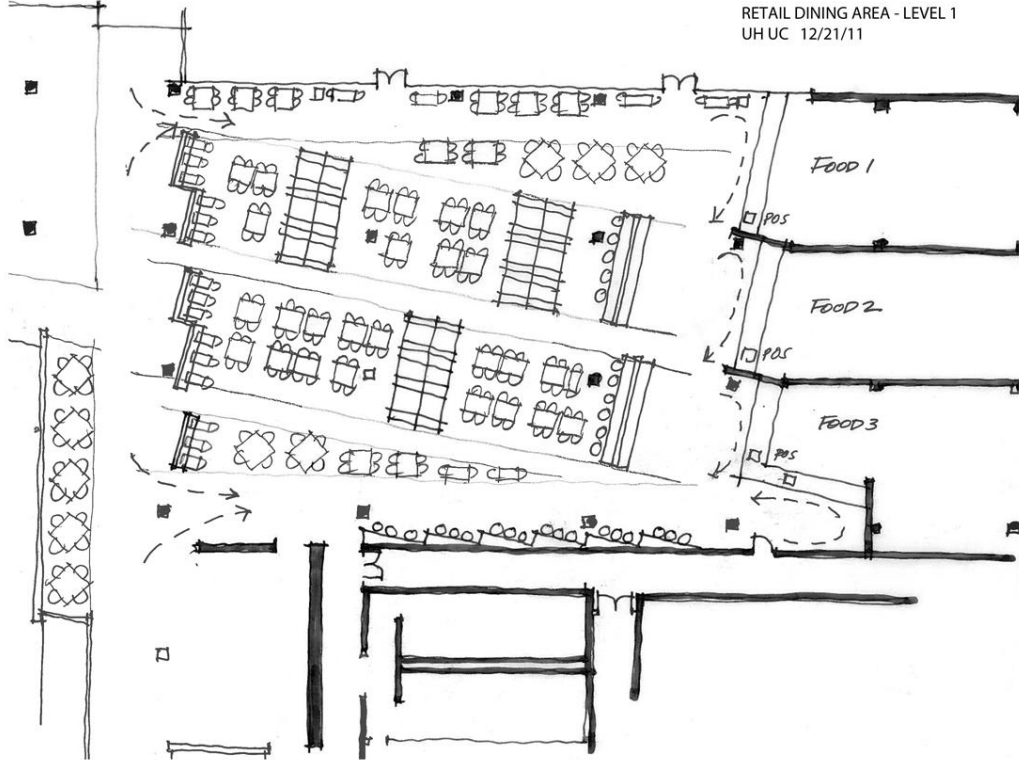 RETAIL DINING AREA - LEVEL 1
UH UC 12/21/11
FOOD 1
POS
FOOD 2
POS
FOOD 3
POS